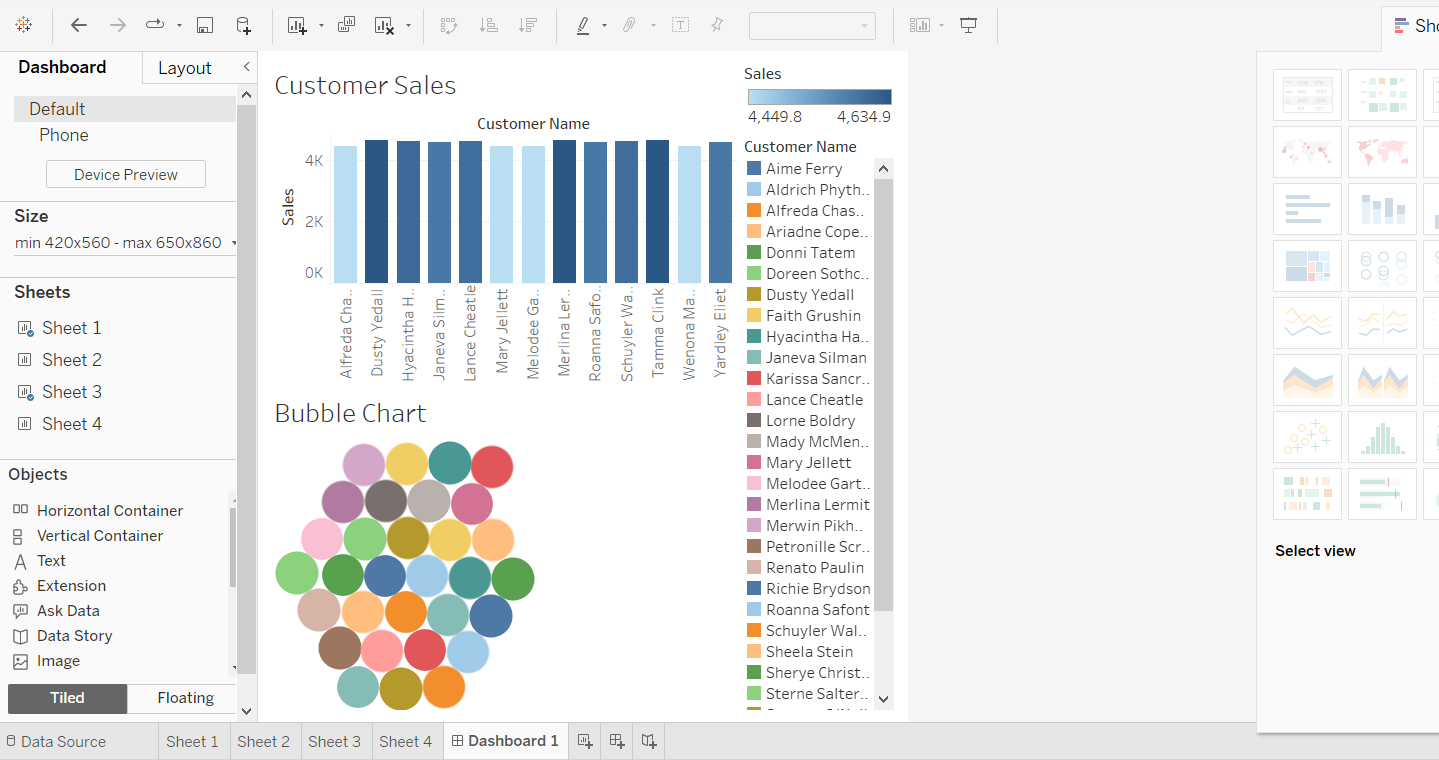 Sho
Dashboard
Layout
Default
Phone
Device Preview
Size
min 420x560 - max 650x860
Sheets
Sheet 1
Sheet 2
Sheet 3
Sheet 4
Objects
Horizontal Container
Vertical Container
Text
Extension
Ask Data
Data Story
Image
Tiled
Floating
Customer Sales
Customer Name
Sales
4K
2K
0K
Alfreda Cha..
Dusty Yedall
Hyacintha H..
Janeva Silm..
Lance Cheatle
Mary Jellett
Melodee Ga..
Merlina Ler..
Roanna Safo..
Schuyler Wa..
Tamma Clink
Wenona Ma..
Yardley Eliet
Bubble Chart
Sales
4,449.8 4,634.9
Customer Name
Aime Ferry
Aldrich Phyth..
Alfreda Chas..
Ariadne Cope..
Donni Tatem
Doreen Sothc..
Dusty Yedall
Faith Grushin
Hyacintha Ha..
Janeva Silman
Karissa Sancr..
Lance Cheatle
Lorne Boldry
Mady McMen..
Mary Jellett
Melodee Gart..
Merlina Lermit
Merwin Pikh..
Petronille Scr..
Renato Paulin
Richie Brydson
Roanna Safont
Schuyler Wal..
Sheela Stein
Sherye Christ..
Sterne Salter..
Select view
Data Source
Sheet 1
Sheet 2
Sheet 3
Sheet 4
Dashboard 1